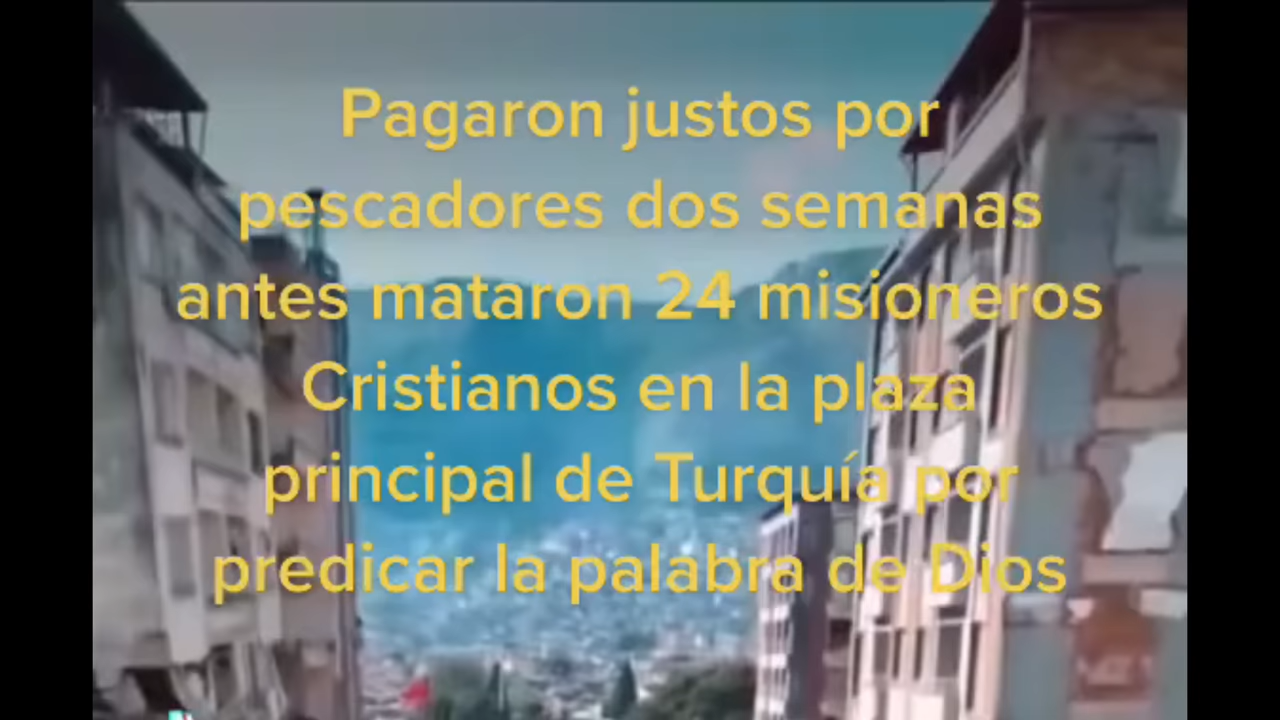 Pagaron justos por
pescadores dos semanas
antes mataron 24 misioneros
Cristianos en la plaza
principal de Turquía por
predicar la palabra de Dios